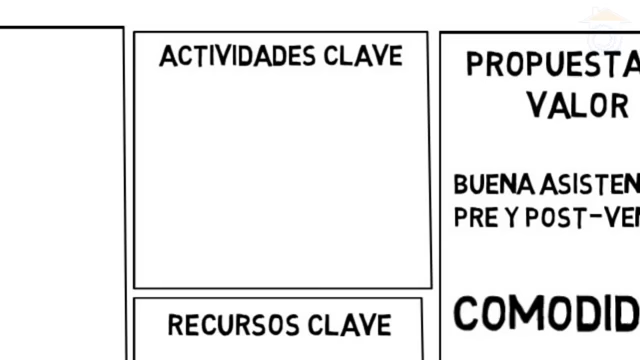 ACTIVIDADES CLAVE
RECURSOS CLAVE
PROPUESTA
VALOR
BUENA ASISTEN
PRE Y POST-VEN
COMODID